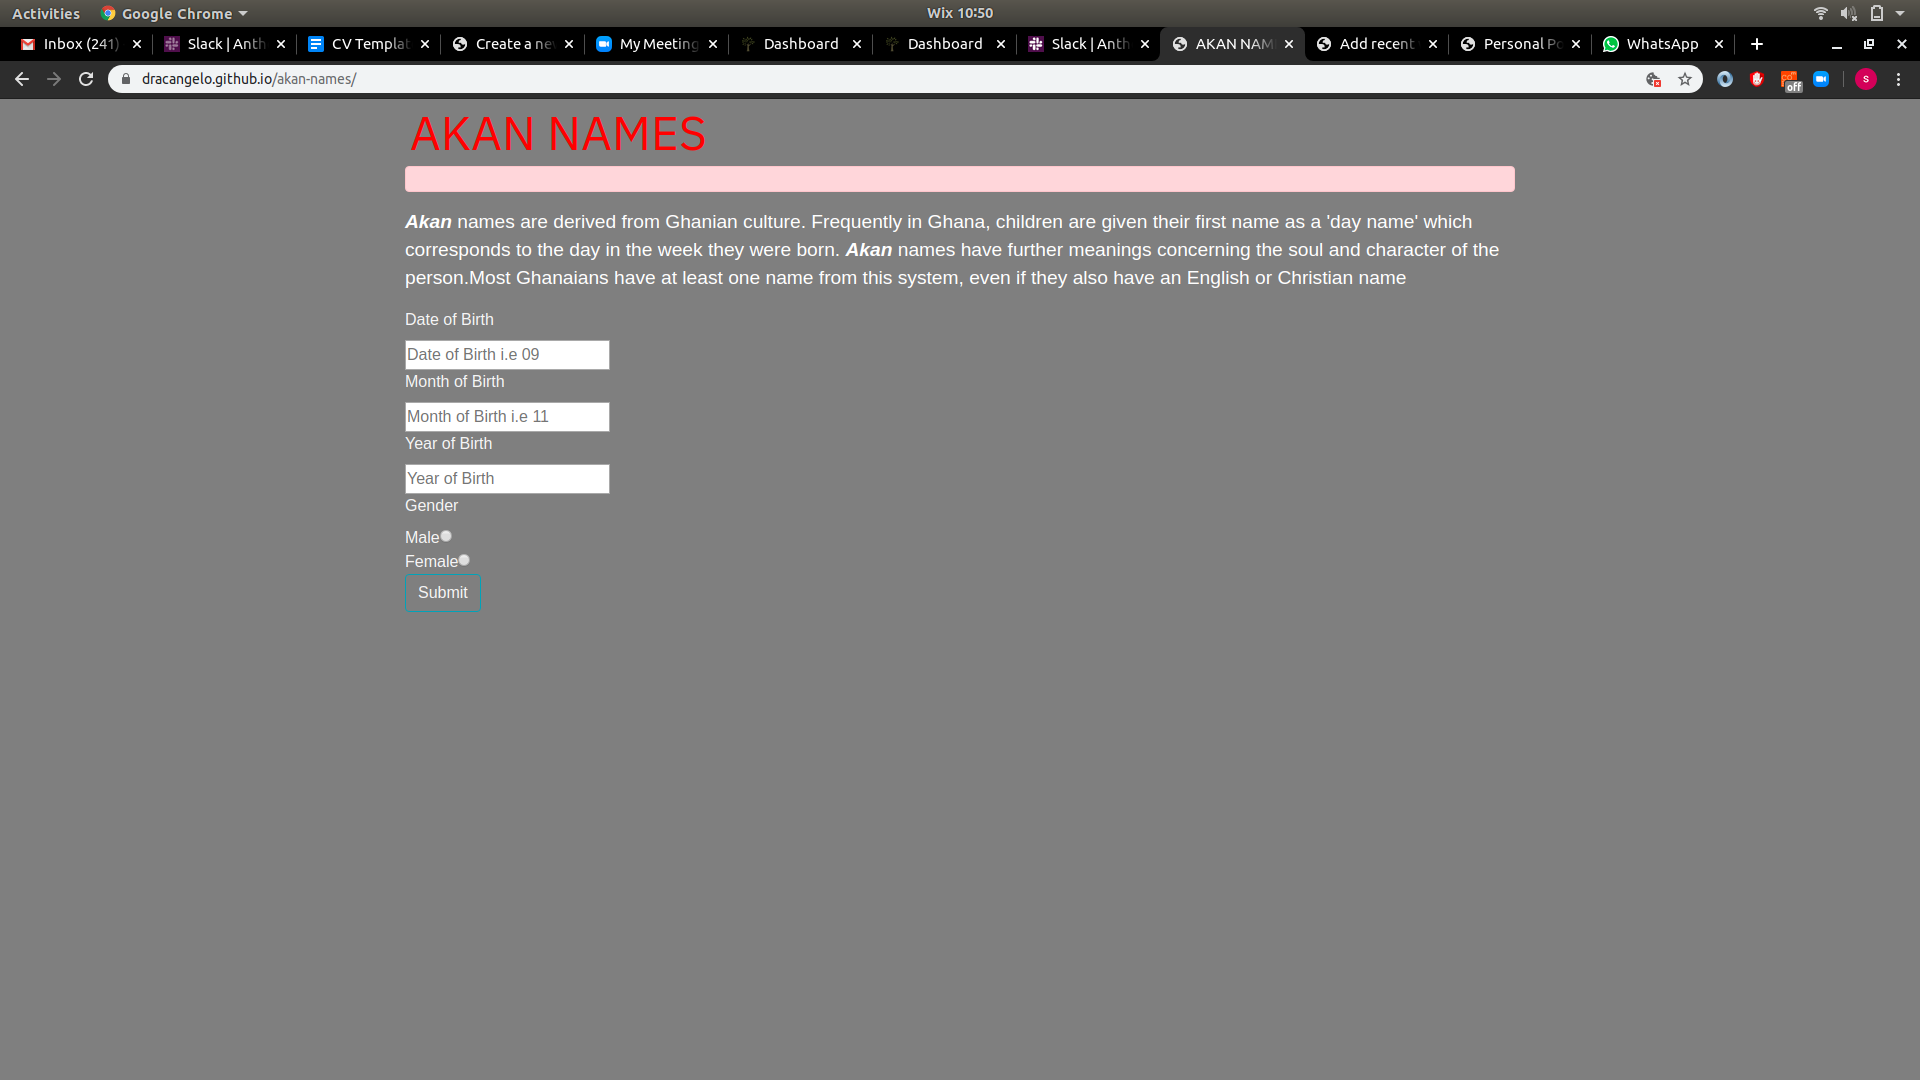 Activities Google Chrome Wix 10:50
Inbox (241) Slack | Anth CV Templat Create a ne My Meeting Dashboard Dashboard Slack | Anth AKAN NAM Add recent Personal Po WhatsApp
dracangelo.github.io/akan-names/ off S
AKAN NAMES
Akan names are derived from Ghanian culture. Frequently in Ghana, children are given their first name as a 'day name' which
corresponds to the day in the week they were born. Akan names have further meanings concerning the soul and character of the
person.Most Ghanaians have at least one name from this system, even if they also have an English or Christian name
Date of Birth
Date of Birth i.e 09
Month of Birth
Month of Birth i.e 11
Year of Birth
Year of Birth
Gender
Male
Female
Submit